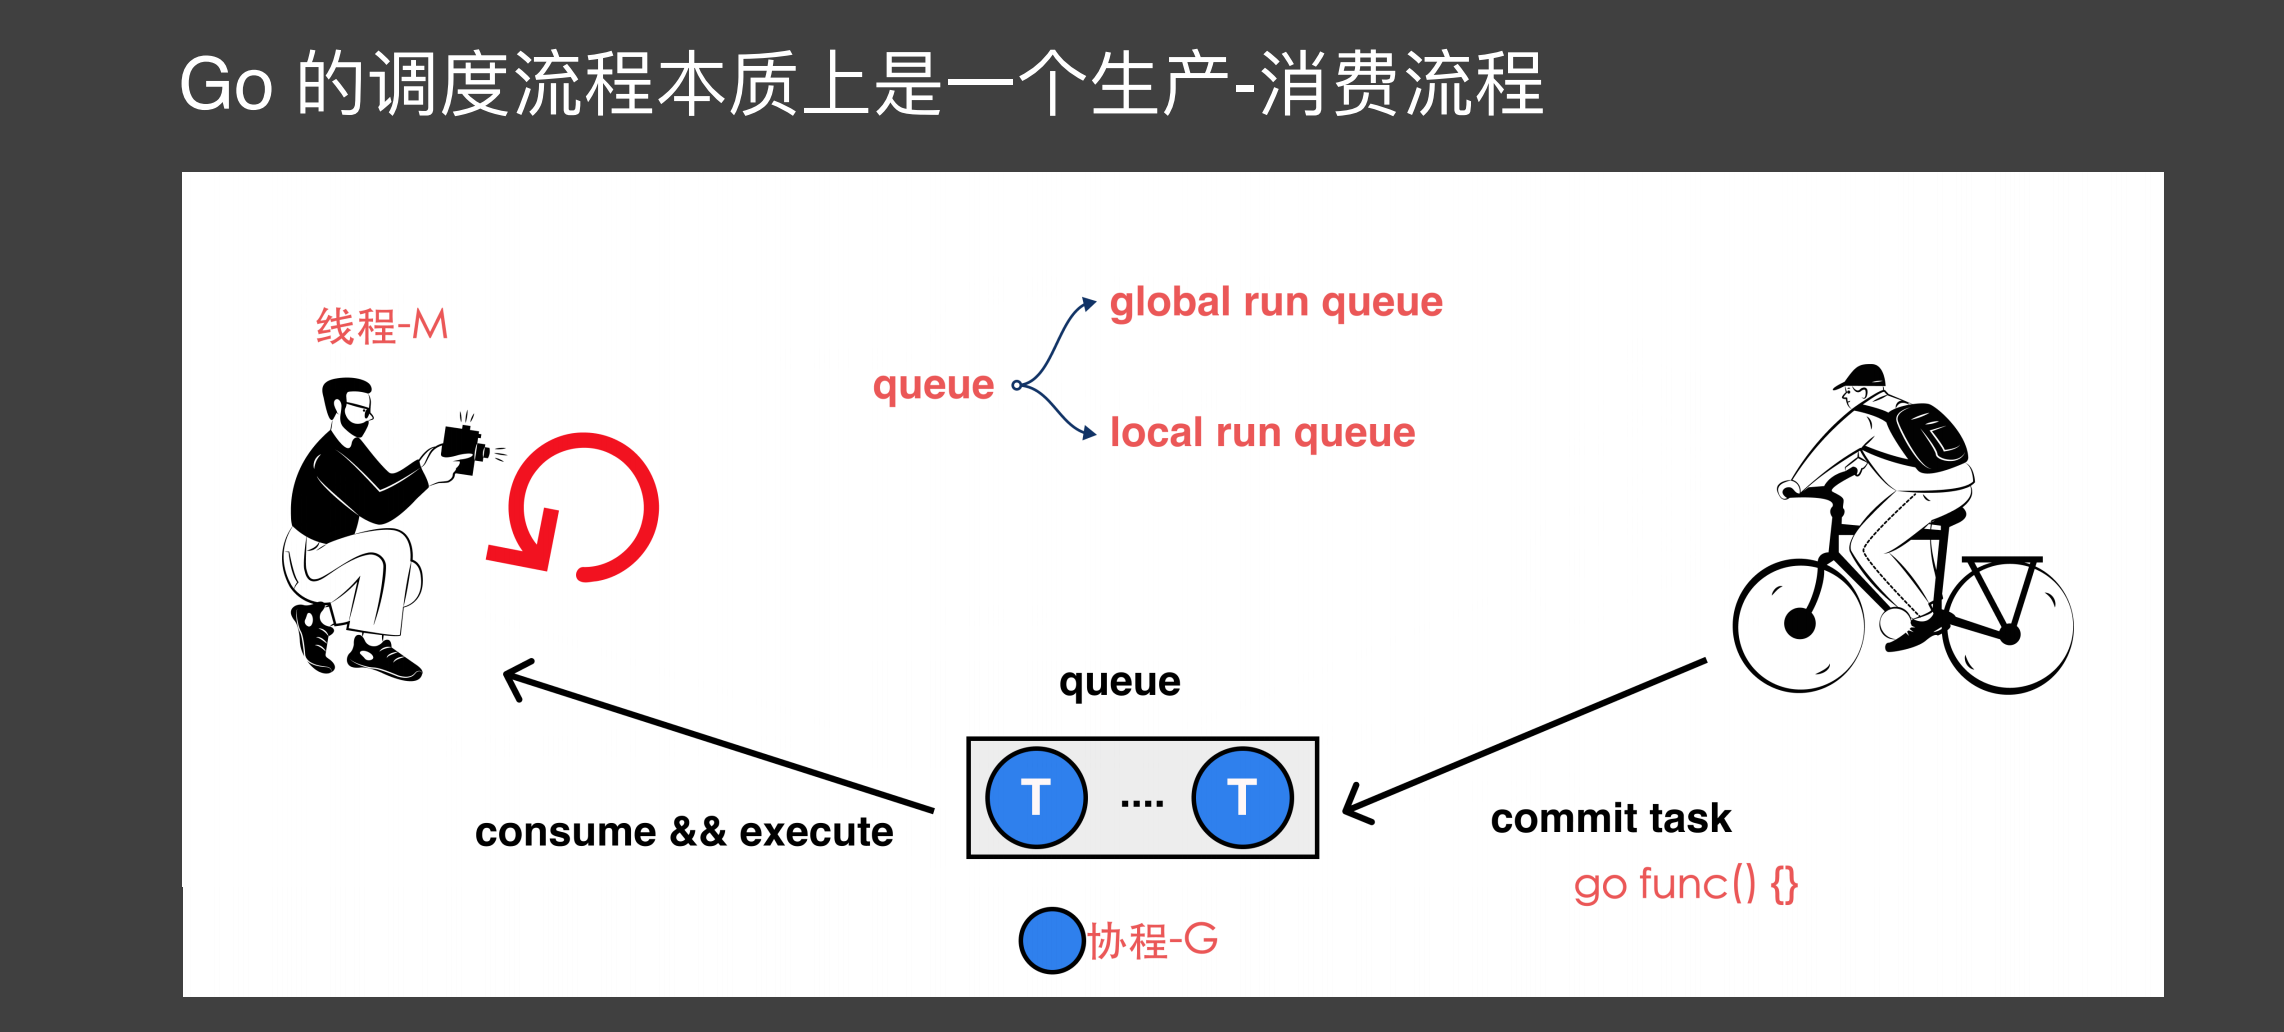 Go 的调度流程本质上是一个生产-消费流程
线程-M
global run queue
queue
local run queue
queue
T .... T
consume && execute
commit task
go func() {}
协程-G